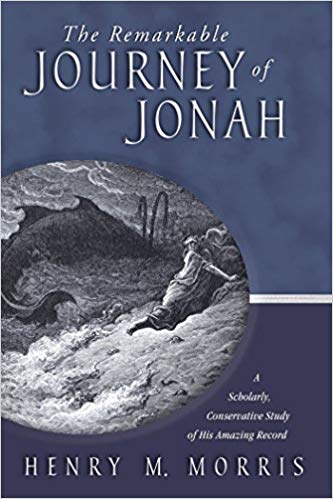 The Remarkable
JOURNEY of
JONAH
A
Scholarly,
Conservative Study
of His Amazing Record
HENRY M. MORRIS